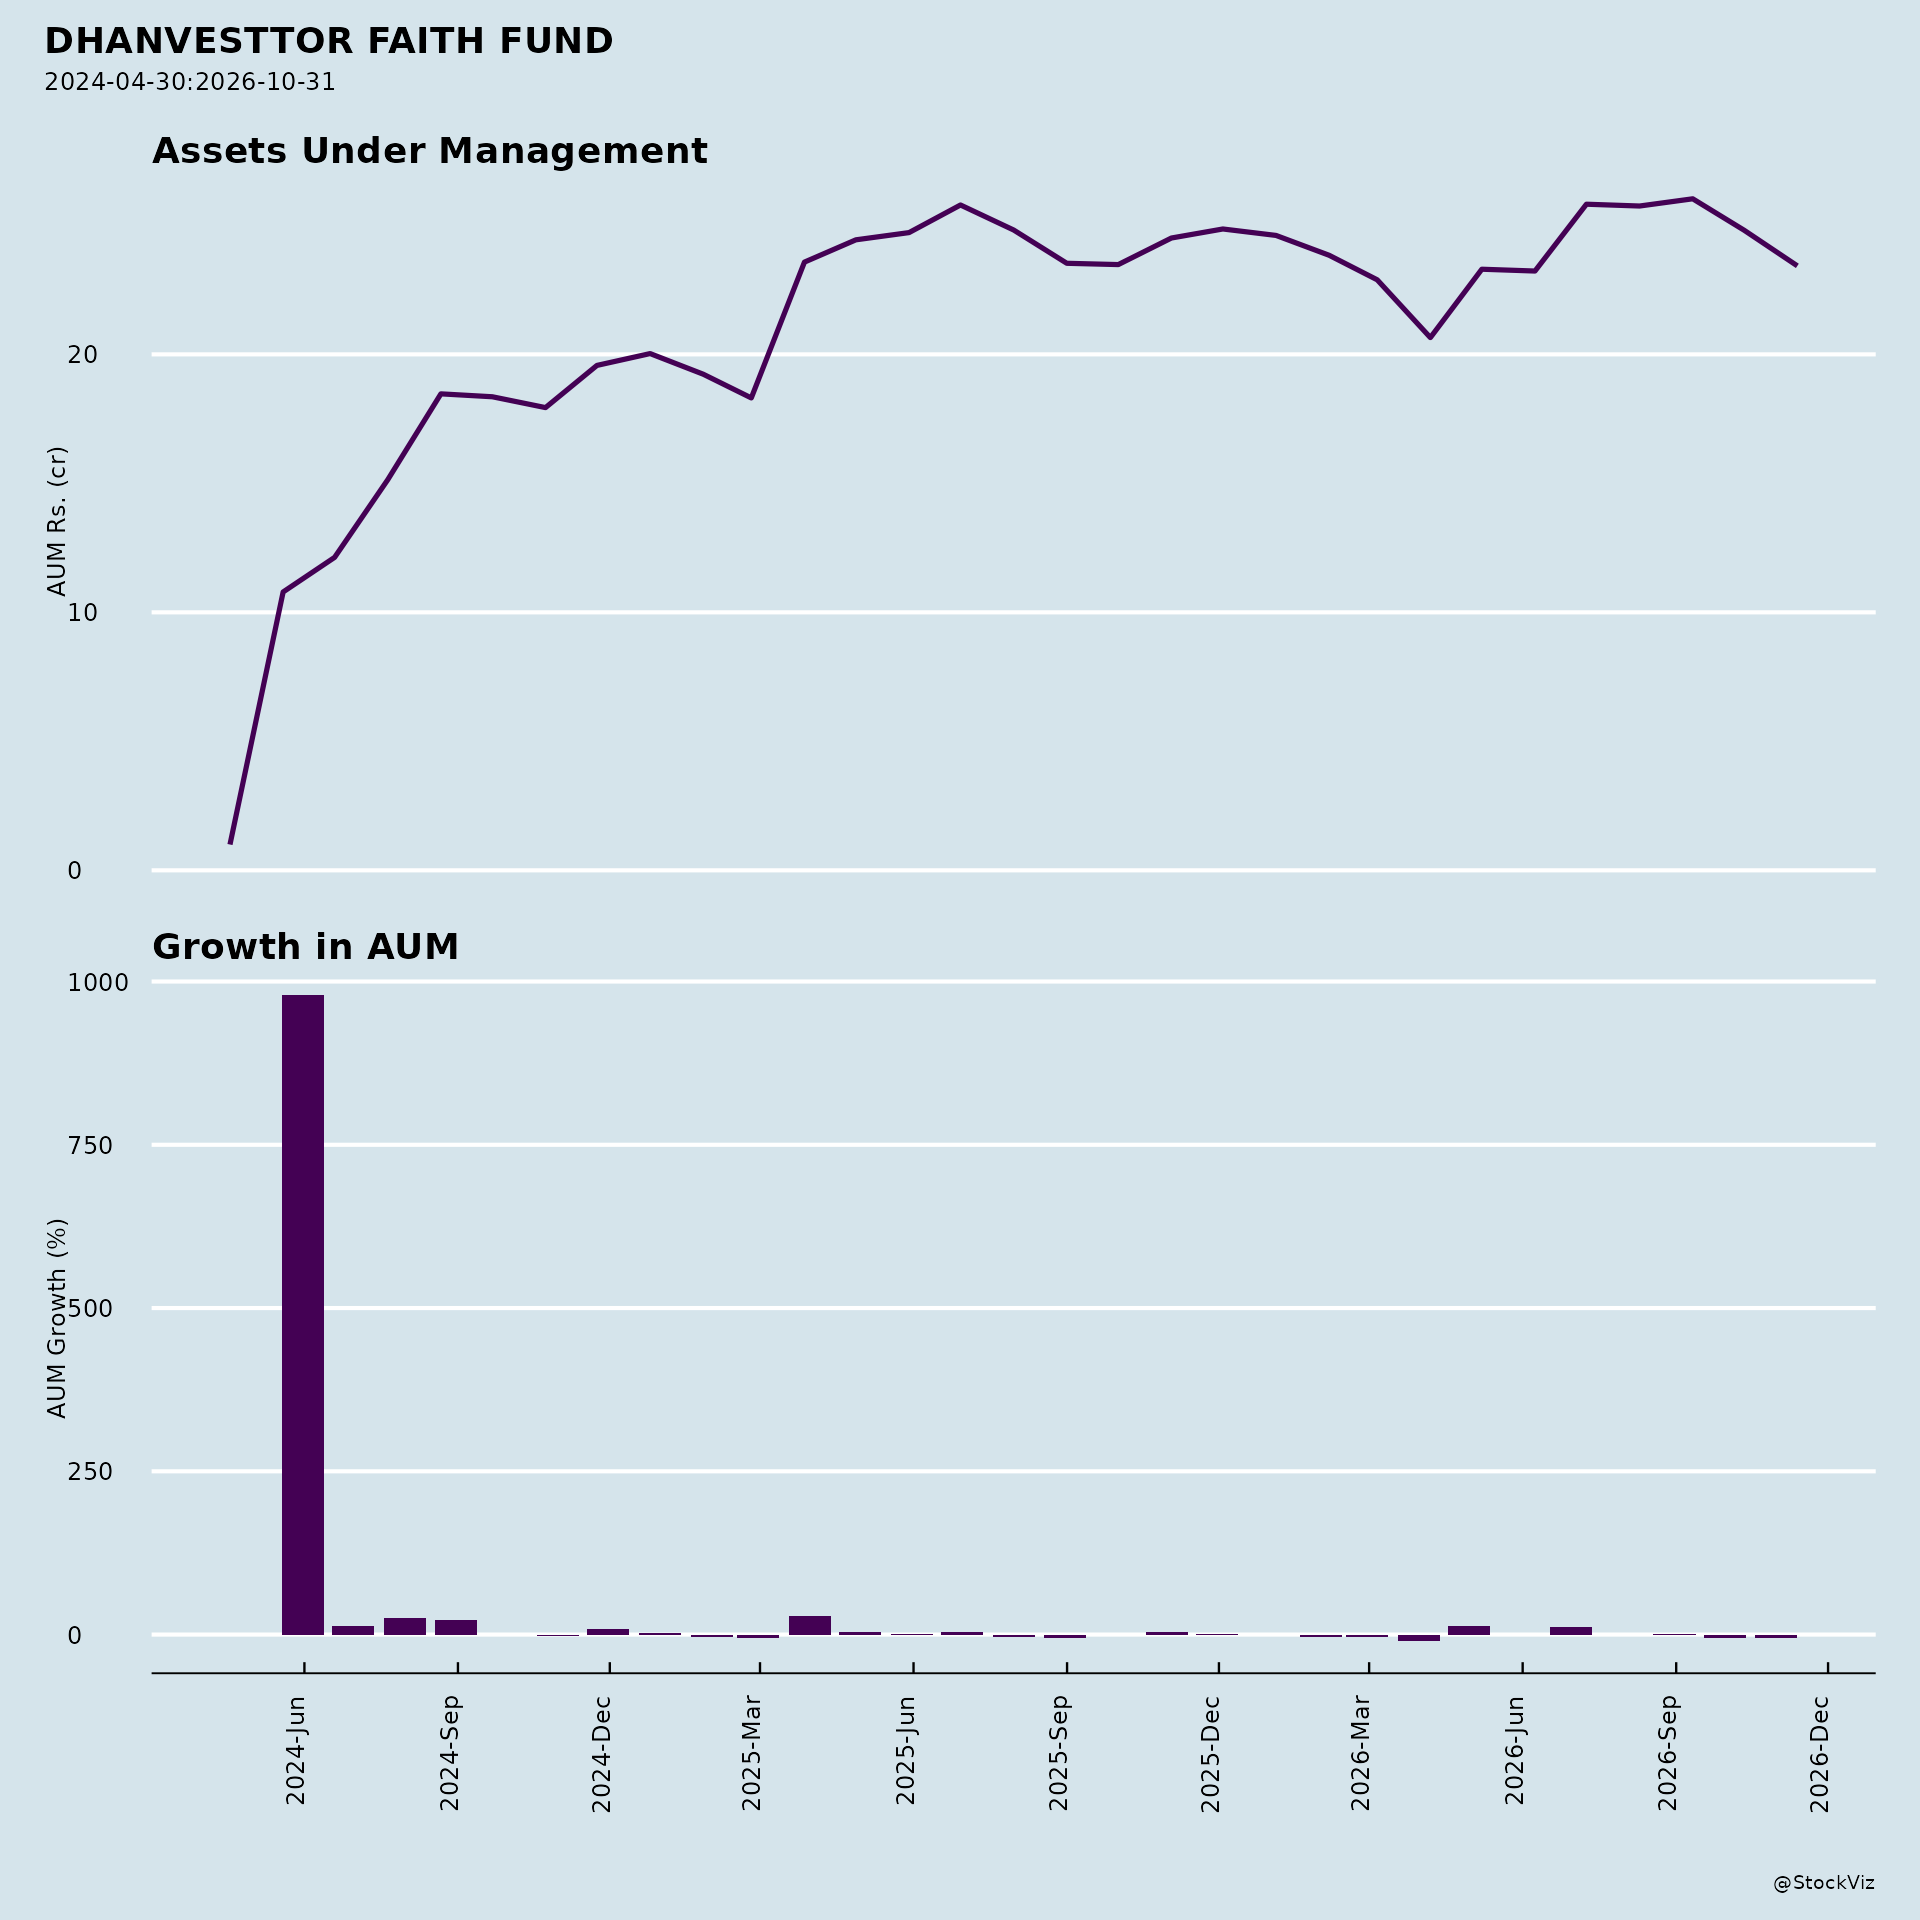 DHANVESTTOR FAITH FUND
2024-04-30:2026-10-31
Assets Under Management
AUM Rs. (cr)
20
10
0
Growth in AUM
AUM Growth (%)
1000
750
500
250
0
2024-Jun
2024-Sep
2024-Dec
2025-Mar
2025-Jun
2025-Sep
2025-Dec
2026-Mar
2026-Jun
2026-Sep
2026-Dec
@StockViz